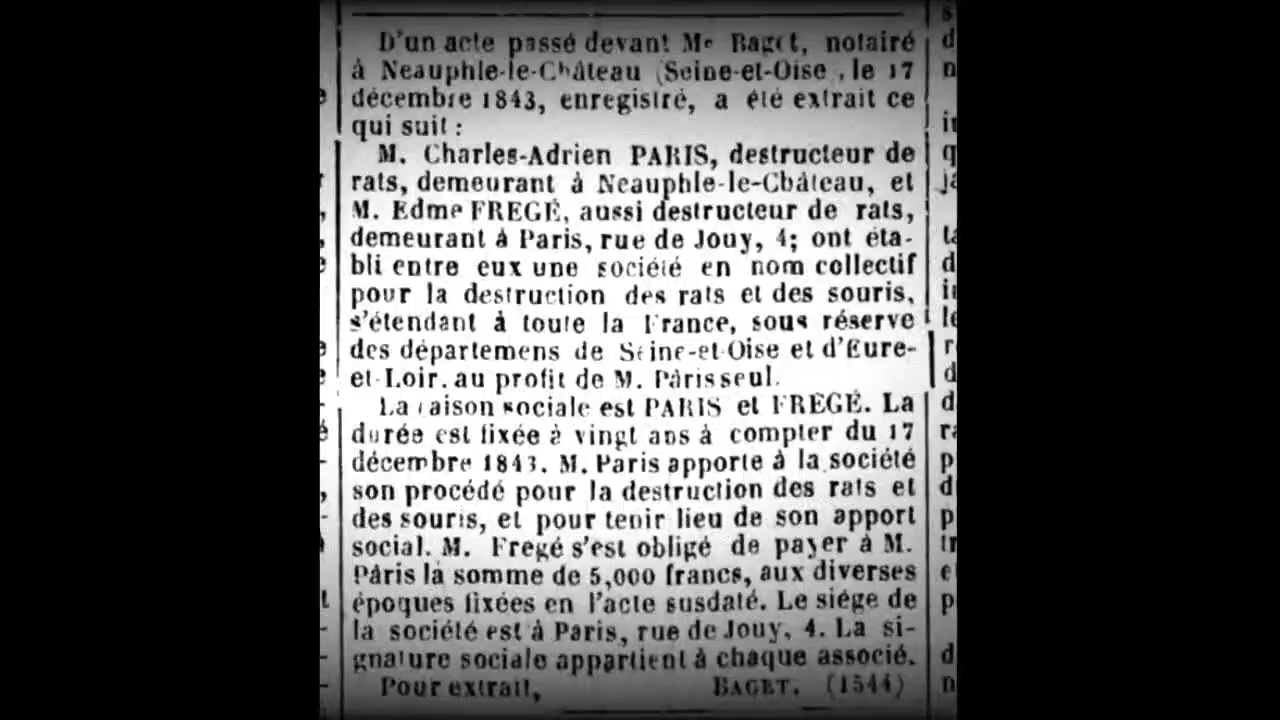 D'un acte passé devant Me Baget, notairé
à Neauphle-le-Château (Seine-et-Oise, le 17
décembre 1843, enregistré, a été extrait ce
qui suit :
M. Charles-Adrien PARIS, destructeur de
rats, demeurant à Neauphle-le-Château, et
M. Edme FREGÉ, aussi destructeur de rats,
demeurant à Paris, rue de Jouy, 4; ont éta-
bli entre eux une société en nom collectif
pour la destruction des rats et des souris,
s'étendant à toute la France, sous réserve
des départemens de Seine-et-Oise et d'Eure-
et-Loir, au profit de M. Pâris seul.
La raison sociale est PARIS et FREGÉ. La
durée est fixée à vingt ans à compter du 17
décembre 1843. M. Paris apporte à la société
son procédé pour la destruction des rats et
des souris, et pour tenir lieu de son apport
social. M. Fregé s'est obligé de payer à M.
Pâris la somme de 5,000 francs, aux diverses
époques fixées en l'acte susdaté. Le siége de
la société est à Paris, rue de Jouy, 4. La si-
gnature sociale appartient à chaque associé.
Pour extrait, BAGET. (1544)